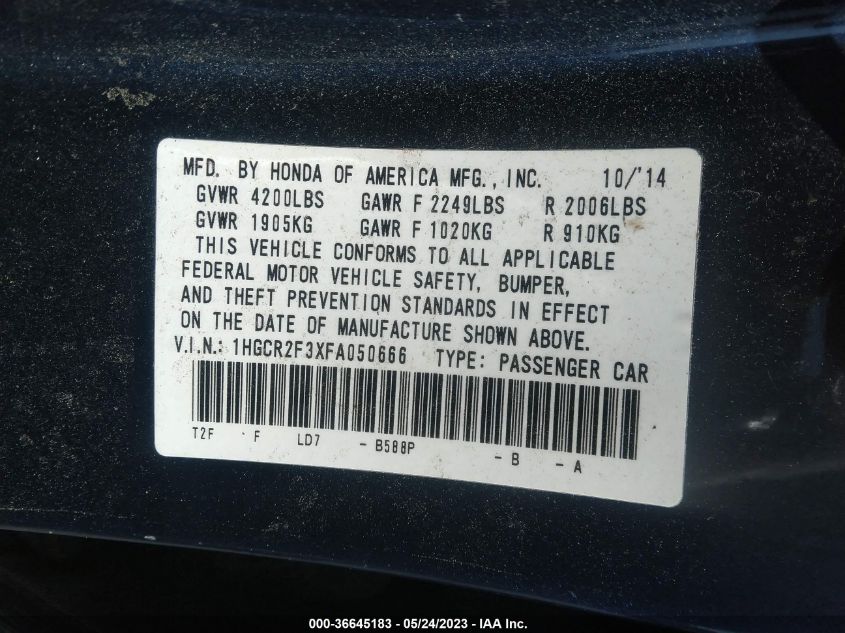 MFD. BY HONDA OF AMERICA MFG., INC. 10/'14
GVWR 4200LBS GAWR F 2249LBS R 2006LBS
GVWR 1905KG GAWR F 1020KG R 910KG
THIS VEHICLE CONFORMS TO ALL APPLICABLE
FEDERAL MOTOR VEHICLE SAFETY, BUMPER,
AND THEFT PREVENTION STANDARDS IN EFFECT
ON THE DATE OF MANUFACTURE SHOWN ABOVE.
V.I.N.: 1HGCR2F3XFA050666 TYPE: PASSENGER CAR
T2F F LD7 - B588P - B - A
000-36645183 - 05/24/2023 - IAA Inc.